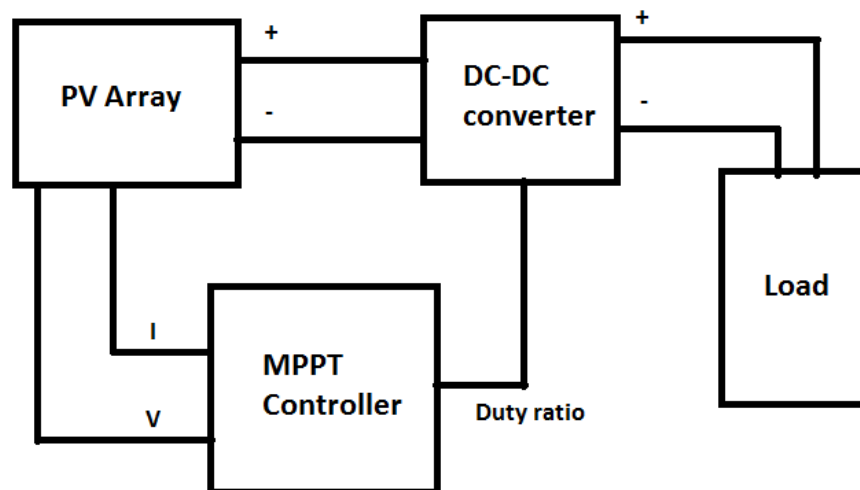 +
+
PV Array
DC-DC
converter
-
-
Load
I
MPPT
Controller
V
Duty ratio